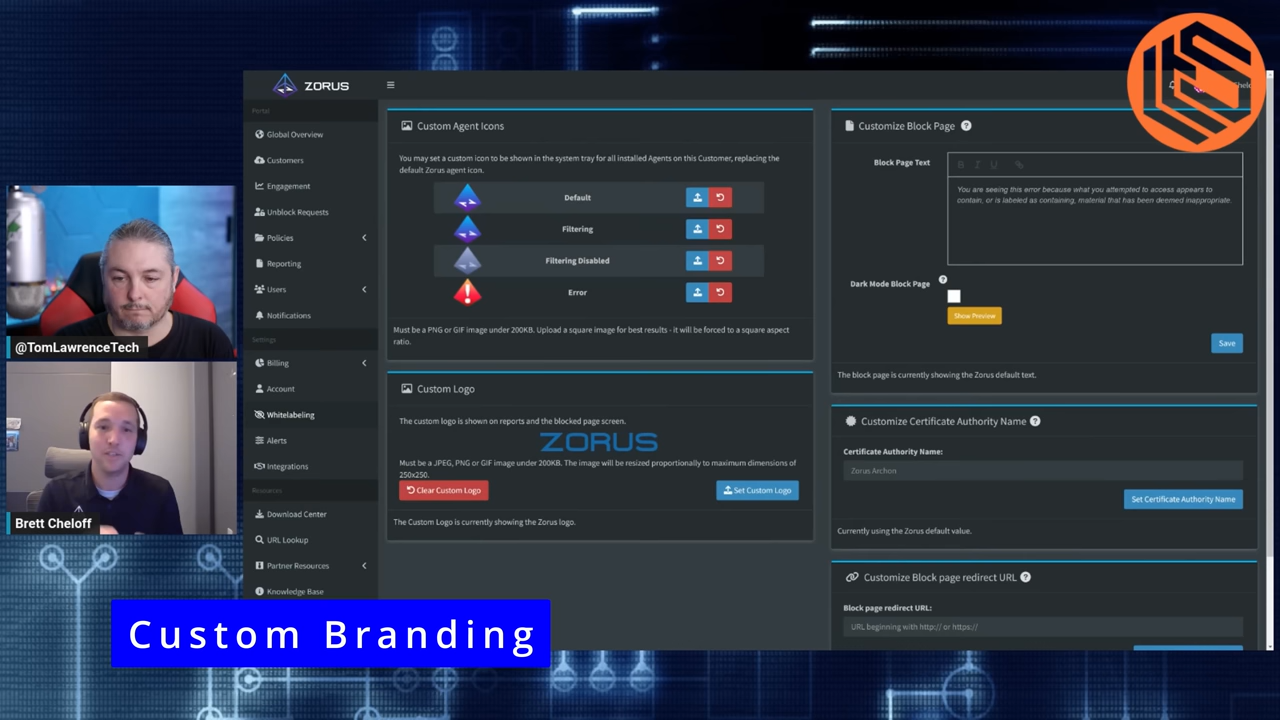 ZORUS
Portal
Global Overview
Customers
Engagement
Unblock Requests
Policies
Reporting
Users
Notifications
Settings
Billing
Account
Whitelabeling
Alerts
Integrations
Resources
Download Center
URL Lookup
Partner Resources
Knowledge Base
Custom Agent Icons
You may set a custom icon to be shown in the system tray for all installed Agents on this Customer, replacing the
default Zorus agent icon.
Default
Filtering
Filtering Disabled
Error
Must be a PNG or GIF image under 200KB. Upload a square image for best results - it will be forced to a square aspect
ratio.
Custom Logo
The custom logo is shown on reports and the blocked page screen.
ZORUS
Must be a JPEG, PNG or GIF image under 200KB. The image will be resized proportionally to maximum dimensions of
250x250.
Clear Custom Logo
Set Custom Logo
The Custom Logo is currently showing the Zorus logo.
Customize Block Page
Block Page Text
B I U
You are seeing this error because what you attempted to access appears to
contain, or is labeled as containing, material that has been deemed inappropriate.
Dark Mode Block Page
Show Preview
Save
The block page is currently showing the Zorus default text.
Customize Certificate Authority Name
Certificate Authority Name:
Zorus Archon
Set Certificate Authority Name
Currently using the Zorus default value.
Customize Block page redirect URL
Block page redirect URL:
URL beginning with http:// or https://
@TomLawrenceTech
Brett Cheloff
Custom Branding